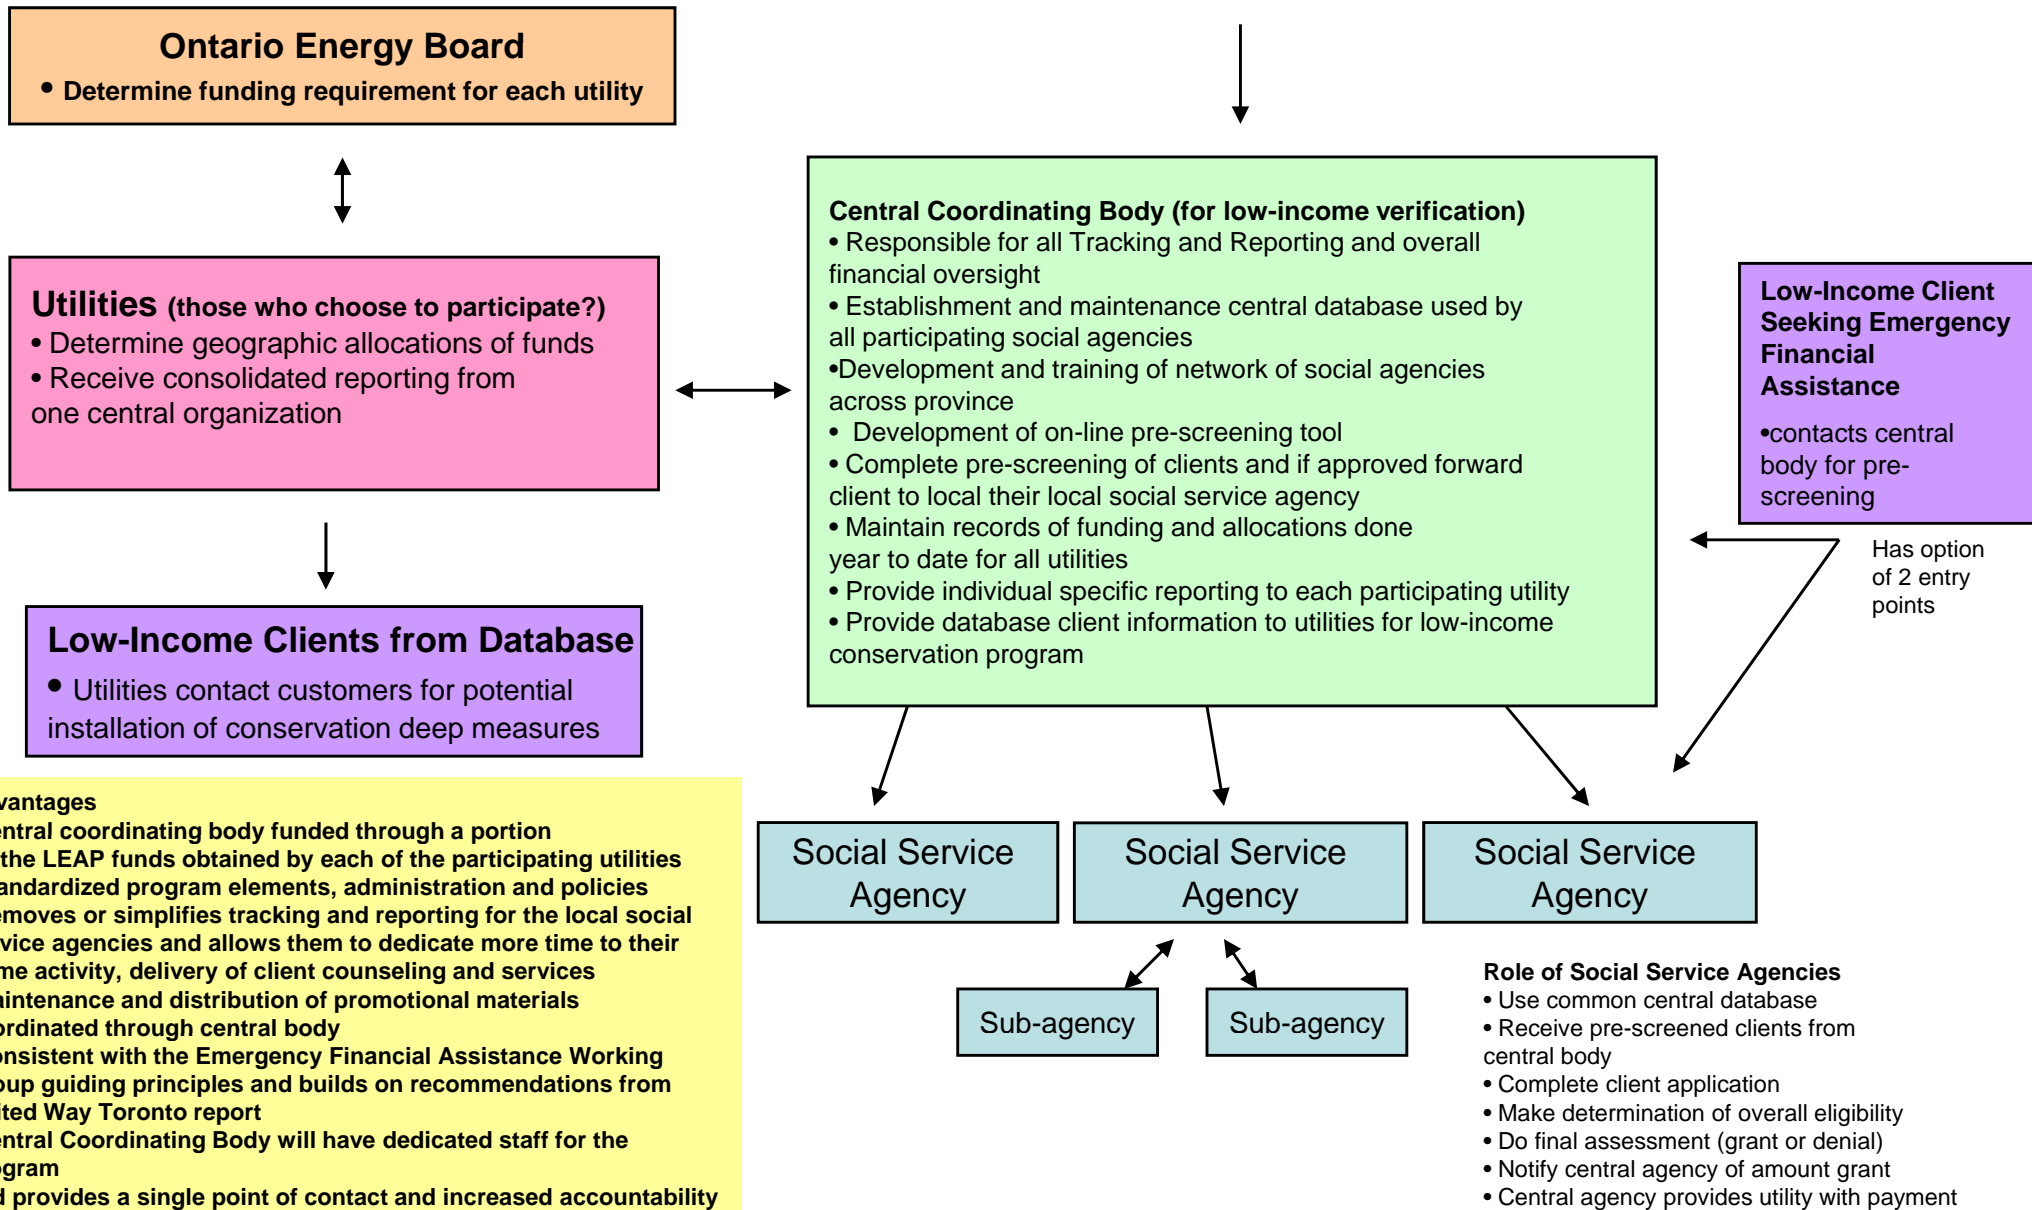 Ontario Energy Board
• Determine funding requirement for each utility
Utilities (those who choose to participate?)
• Determine geographic allocations of funds
• Receive consolidated reporting from
one central organization
Low-Income Clients from Database
• Utilities contact customers for potential
installation of conservation deep measures
Central Coordinating Body (for low-income verification)
• Responsible for all Tracking and Reporting and overall
financial oversight
• Establishment and maintenance central database used by
all participating social agencies
•Development and training of network of social agencies
across province
• Development of on-line pre-screening tool
• Complete pre-screening of clients and if approved forward
client to local their local social service agency
• Maintain records of funding and allocations done
year to date for all utilities
• Provide individual specific reporting to each participating utility
• Provide database client information to utilities for low-income
conservation program
Low-Income Client
Seeking Emergency
Financial
Assistance
•contacts central
body for pre-
screening
Has option
of 2 entry
points
vantages
entral coordinating body funded through a portion
the LEAP funds obtained by each of the participating utilities
andardized program elements, administration and policies
emoves or simplifies tracking and reporting for the local social
vice agencies and allows them to dedicate more time to their
me activity, delivery of client counseling and services
aintenance and distribution of promotional materials
ordinated through central body
onsistent with the Emergency Financial Assistance Working
oup guiding principles and builds on recommendations from
ited Way Toronto report
entral Coordinating Body will have dedicated staff for the
ogram
d provides a single point of contact and increased accountability
Social Service
Agency
Social Service
Agency
Social Service
Agency
Sub-agency
Sub-agency
Role of Social Service Agencies
• Use common central database
• Receive pre-screened clients from
central body
• Complete client application
• Make determination of overall eligibility
• Do final assessment (grant or denial)
• Notify central agency of amount grant
• Central agency provides utility with payment